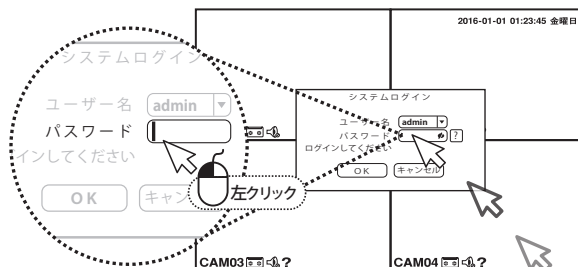 2016-01-01 01:23:45 金曜日
システムログイン
ユーザー名 admin
パスワード
インしてください
OK キャン
左クリック
システムログイン
ユーザー名 admin
パスワード ?
ログインしてください
OK キャンセル
CAM03 ?
CAM04 ?